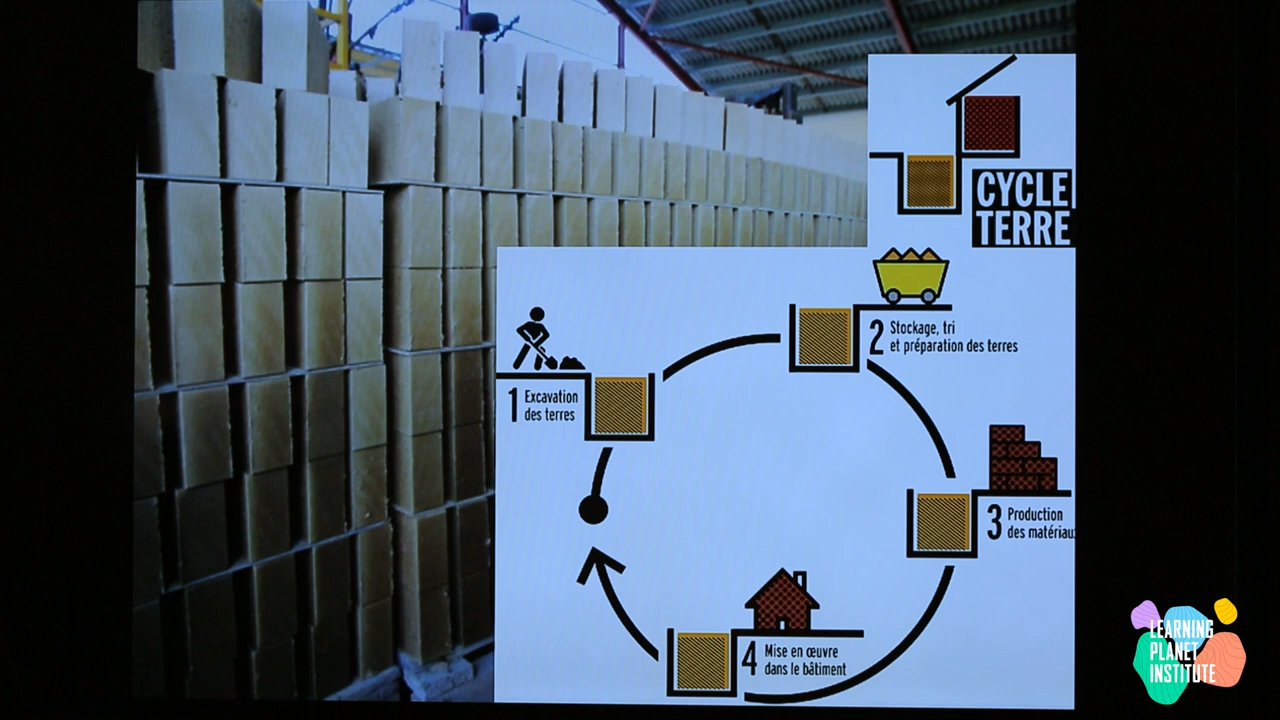 CYCLE
TERRE
1 Excavation
des terres
2 Stockage, tri
et préparation des terres
3 Production
des matériau
4 Mise en œuvre
dans le bâtiment
LEARNING
PLANET
INSTITUTE